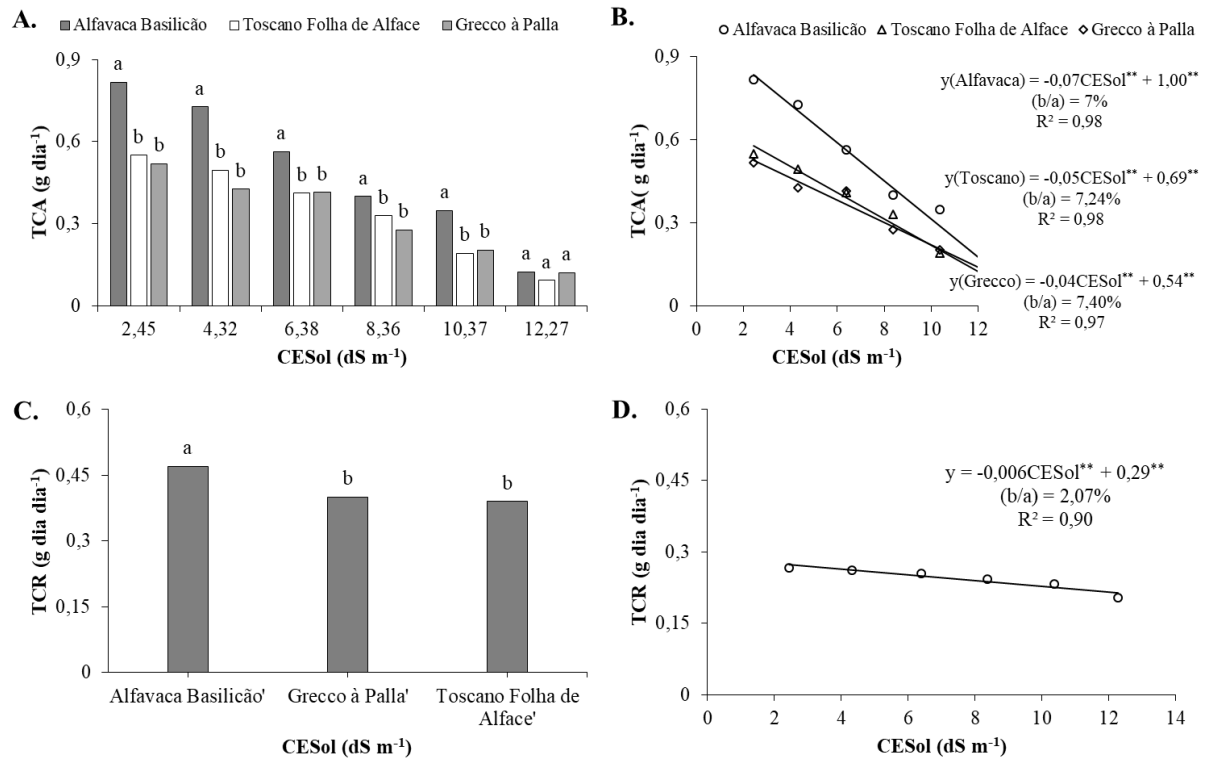 A.
Alfavaca Basilicão Toscano Folha de Alface Grecco à Palla
TCA (g dia-1)
0,9
0,6
0,3
0
a b b
a b b
a b b
a b b
a b b
a a a
2,45 4,32 6,38 8,36 10,37 12,27
CESol (dS m-1)
B.
Alfavaca Basilicão Toscano Folha de Alface Grecco à Palla
TCA( g dia-1)
0,9
0,6
0,3
0
y(Alfavaca) = -0,07CESol** + 1,00**
(b/a) = 7%
R² = 0,98
y(Toscano) = -0,05CESol** + 0,69**
(b/a) = 7,24%
R² = 0,98
y(Grecco) = -0,04CESol** + 0,54**
(b/a) = 7,40%
R² = 0,97
0 2 4 6 8 10 12
CESol (dS m-1)
C.
TCR (g dia dia-1)
0,6
0,45
0,3
0,15
0
a b b
Alfavaca Basilicão' Grecco à Palla' Toscano Folha de
Alface'
CESol (dS m-1)
D.
TCR (g dia dia-1)
0,6
0,45
0,3
0,15
0
y = -0,006CESol** + 0,29**
(b/a) = 2,07%
R² = 0,90
0 2 4 6 8 10 12 14
CESol (dS m-1)